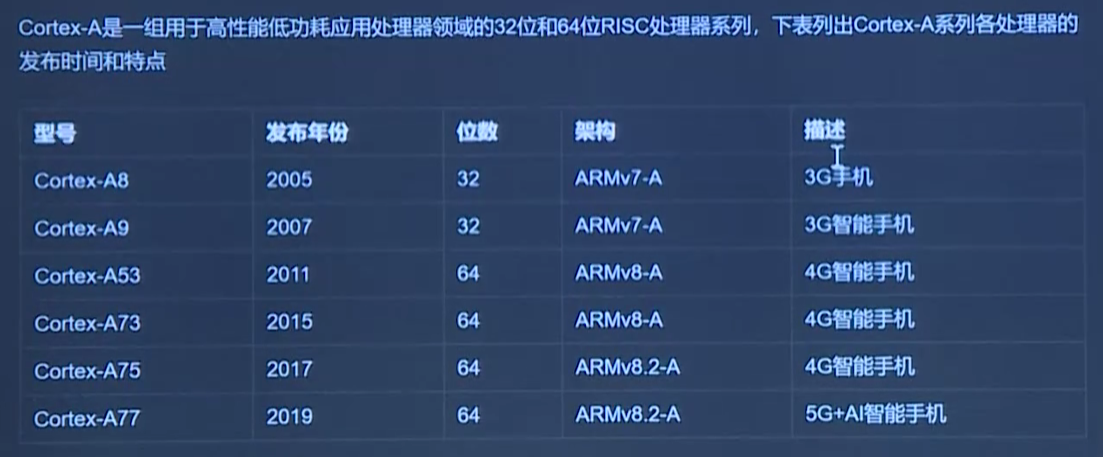 Cortex-A是一组用于高性能低功耗应用处理器领域的32位和64位RISC处理器系列，下表列出Cortex-A系列各处理器的
发布时间和特点
型号 发布年份 位数 架构 描述
Cortex-A8 2005 32 ARMv7-A 3G手机
Cortex-A9 2007 32 ARMv7-A 3G智能手机
Cortex-A53 2011 64 ARMv8-A 4G智能手机
Cortex-A73 2015 64 ARMv8-A 4G智能手机
Cortex-A75 2017 64 ARMv8.2-A 4G智能手机
Cortex-A77 2019 64 ARMv8.2-A 5G+AI智能手机